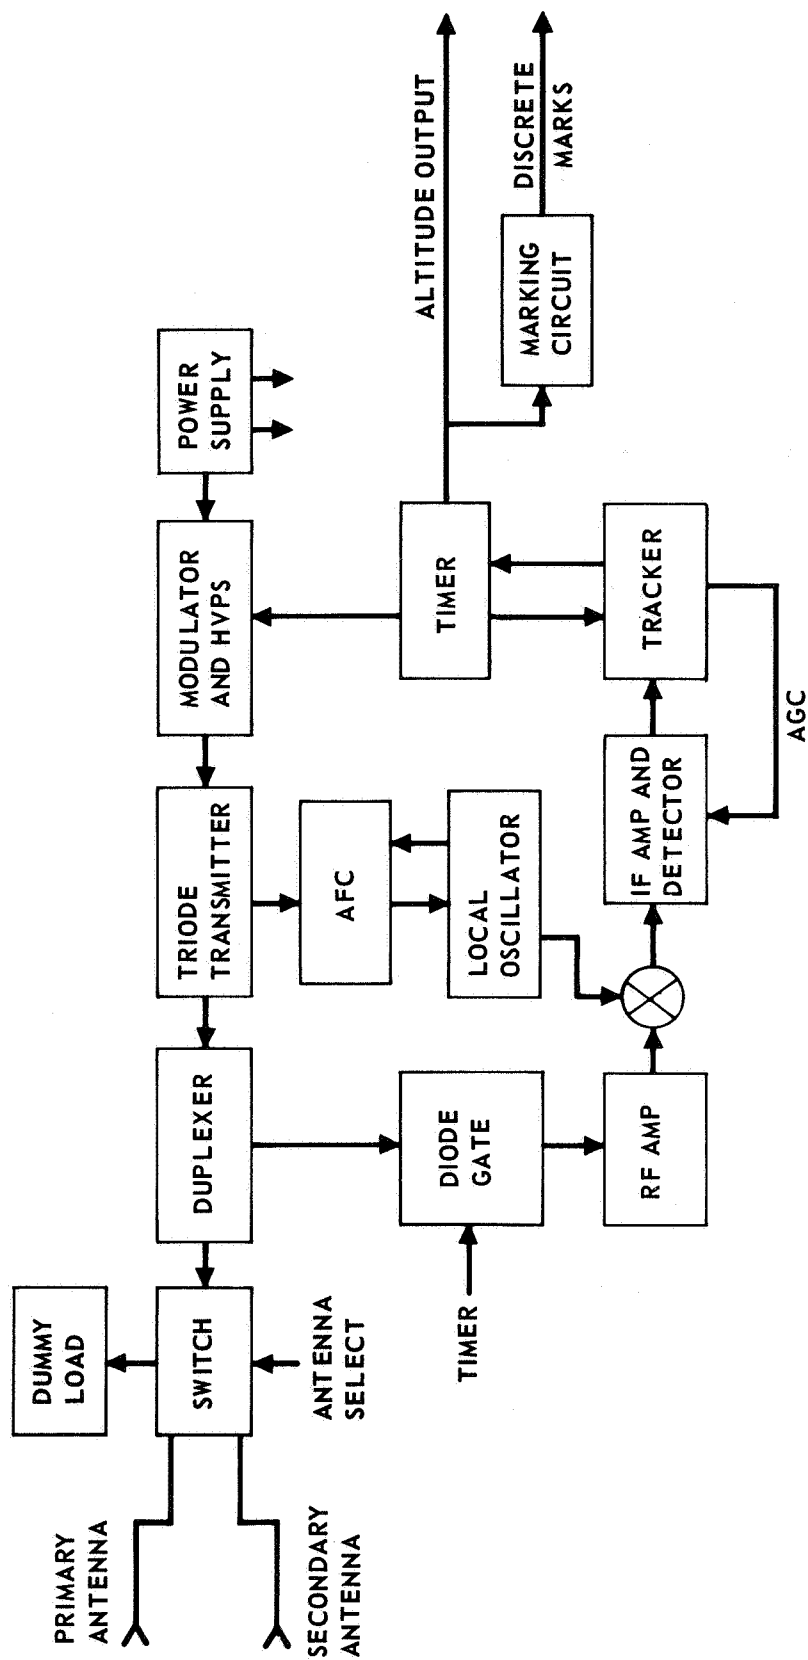 PRIMARY
ANTENNA
SECONDARY
ANTENNA
DUMMY
LOAD
SWITCH
ANTENNA
SELECT
DUPLEXER
TRIODE
TRANSMITTER
MODULATOR
AND HVPS
POWER
SUPPLY
AFC
LOCAL
OSCILLATOR
TIMER
DIODE
GATE
TIMER
ALTITUDE OUTPUT
MARKING
CIRCUIT
DISCRETE
MARKS
RF AMP
IF AMP AND
DETECTOR
TRACKER
AGC